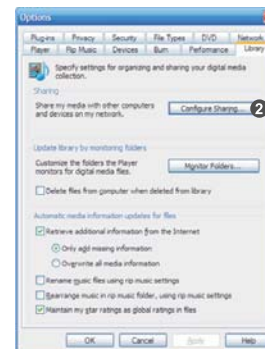 Options
Plug-ins Privacy Security File Types DVD Network
Player Rip Music Devices Burn Performance Library
Specify settings for organizing and sharing your digital media collection.
Sharing
Share my media with other computers and devices on my network.
Configure Sharing...
2
Update library by monitoring folders
Customize the folders the Player monitors for digital media files.
Monitor Folders...
Delete files from computer when deleted from library
Automatic media information updates for files
Retrieve additional information from the Internet
Only add missing information
Overwrite all media information
Rename music files using rip music settings
Rearrange music in rip music folder, using rip music settings
Maintain my star ratings as global ratings in files
OK Cancel Apply Help